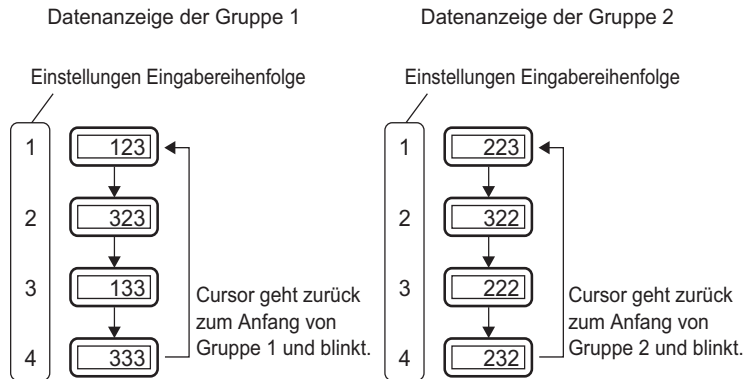 Datenanzeige der Gruppe 1
Einstellungen Eingabereihenfolge
1 123
2 323
3 133
4 333
Cursor geht zurück
zum Anfang von
Gruppe 1 und blinkt.
Datenanzeige der Gruppe 2
Einstellungen Eingabereihenfolge
1 223
2 322
3 222
4 232
Cursor geht zurück
zum Anfang von
Gruppe 2 und blinkt.